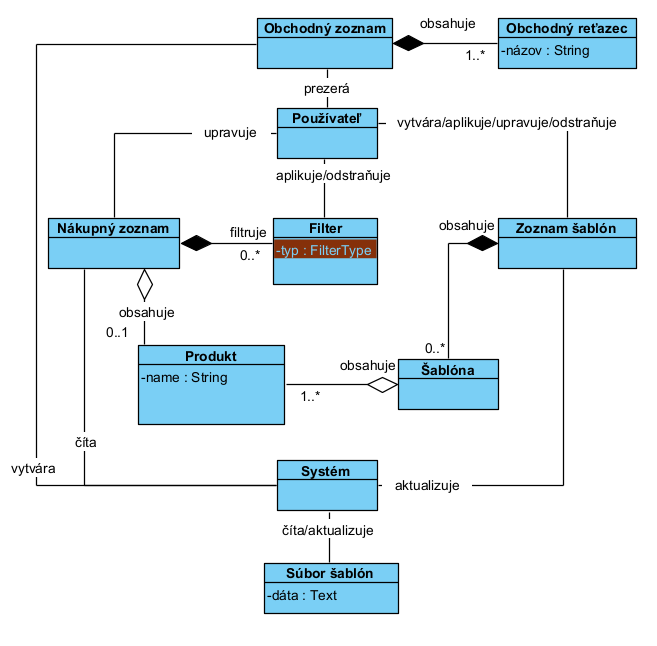 obsahuje
Obchodný zoznam
Obchodný reťazec
-názov : String
1..*
prezerá
Používateľ
vytvára/aplikuje/upravuje/odstraňuje
upravuje
aplikuje/odstraňuje
Nákupný zoznam
filtruje
0..*
Filter
-typ : FilterType
obsahuje
Zoznam šablón
obsahuje
0..1
0..*
Produkt
-name : String
obsahuje
1..*
Šablóna
číta
vytvára
Systém
aktualizuje
číta/aktualizuje
Súbor šablón
-dáta : Text